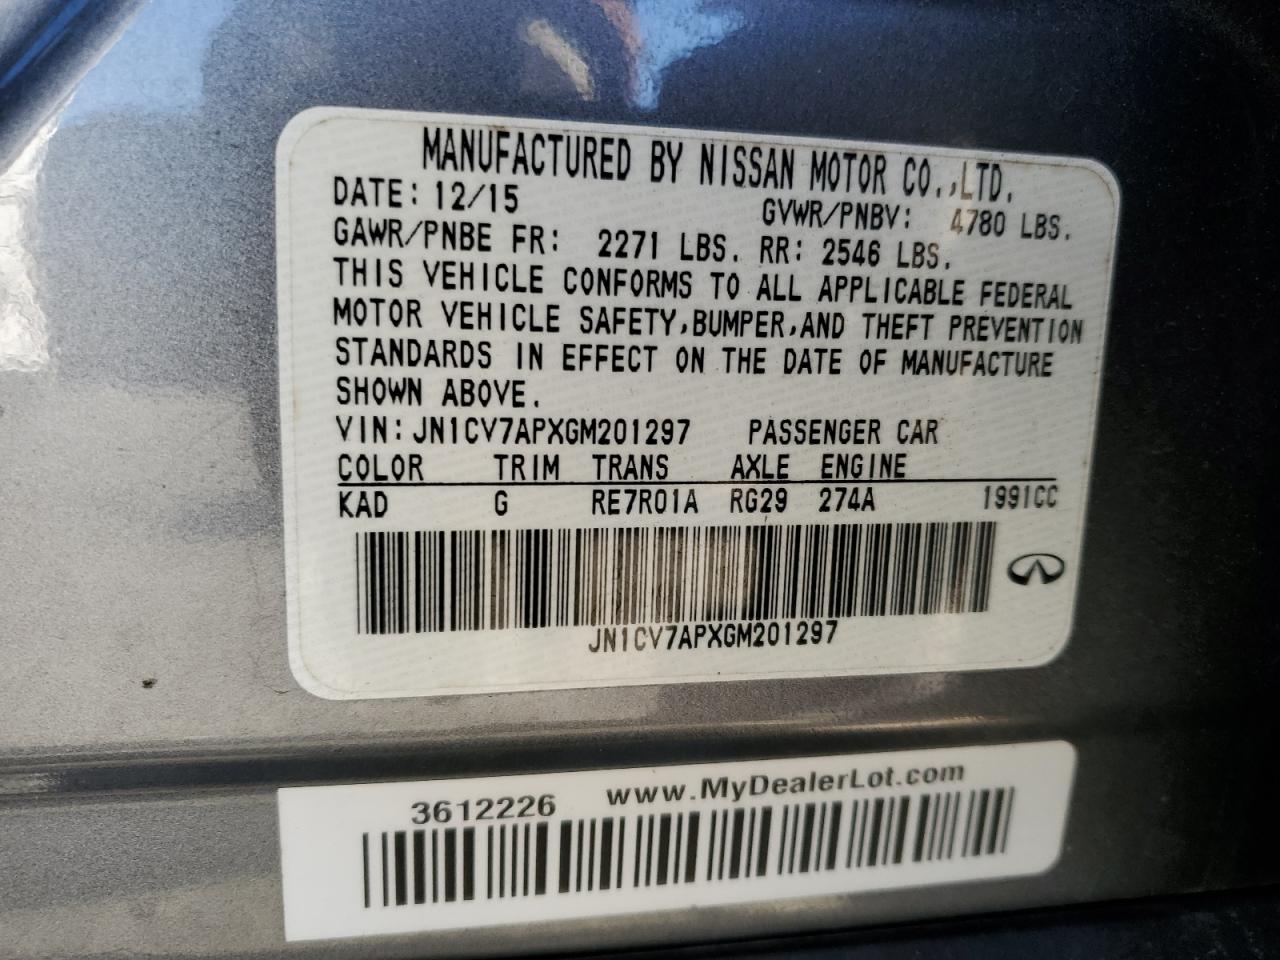 MANUFACTURED BY NISSAN MOTOR CO.,LTD.
DATE: 12/15 GVWR/PNBV: 4780 LBS.
GAWR/PNBE FR: 2271 LBS. RR: 2546 LBS.
THIS VEHICLE CONFORMS TO ALL APPLICABLE FEDERAL
MOTOR VEHICLE SAFETY,BUMPER,AND THEFT PREVENTION
STANDARDS IN EFFECT ON THE DATE OF MANUFACTURE
SHOWN ABOVE.
VIN: JN1CV7APXGM201297 PASSENGER CAR
COLOR TRIM TRANS AXLE ENGINE
KAD G RE7R01A RG29 274A 1991CC
JN1CV7APXGM201297
3612226 www.MyDealerLot.com